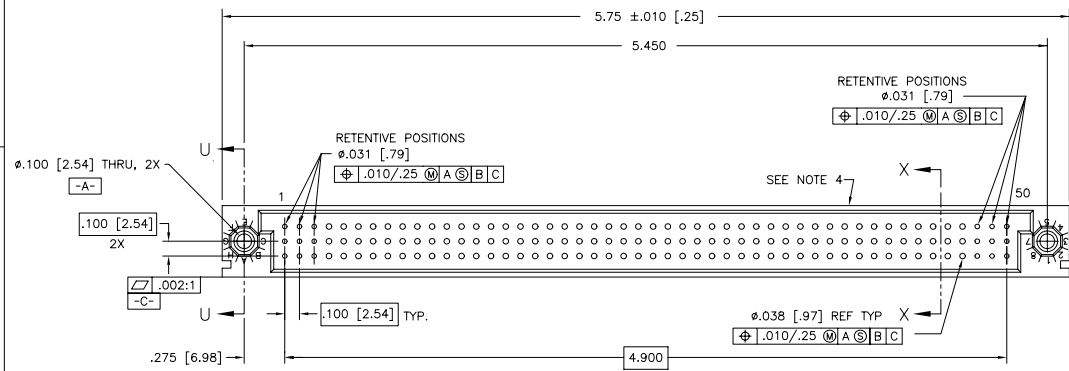 5.75 ±.010 [.25]
5.450
RETENTIVE POSITIONS
ø.031 [.79]
⌖ .010/.25 Ⓜ A Ⓢ B C
RETENTIVE POSITIONS
ø.031 [.79]
⌖ .010/.25 Ⓜ A Ⓢ B C
U
X
ø.100 [2.54] THRU, 2X
-A-
SEE NOTE 4
1
50
.100 [2.54]
2X
⏥ .002:1
-C-
U
.100 [2.54] TYP.
ø.038 [.97] REF TYP
X
⌖ .010/.25 Ⓜ A Ⓢ B C
.275 [6.98]
4.900